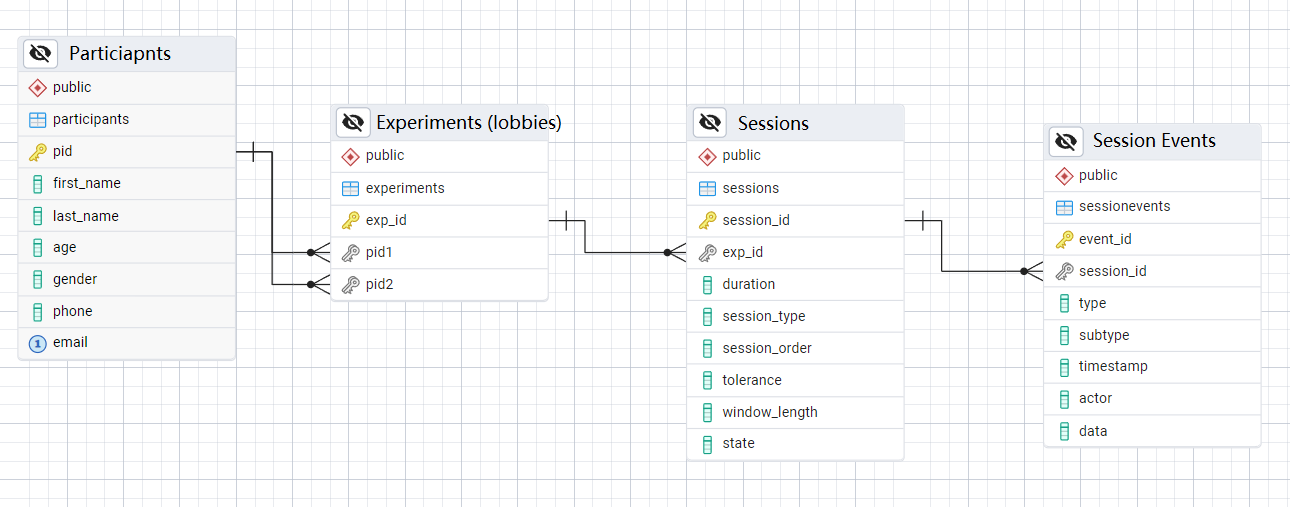 Particiapnts
public
participants
pid
first_name
last_name
age
gender
phone
1 email
Experiments (lobbies)
public
experiments
exp_id
pid1
pid2
Sessions
public
sessions
session_id
exp_id
duration
session_type
session_order
tolerance
window_length
state
Session Events
public
sessionevents
event_id
session_id
type
subtype
timestamp
actor
data